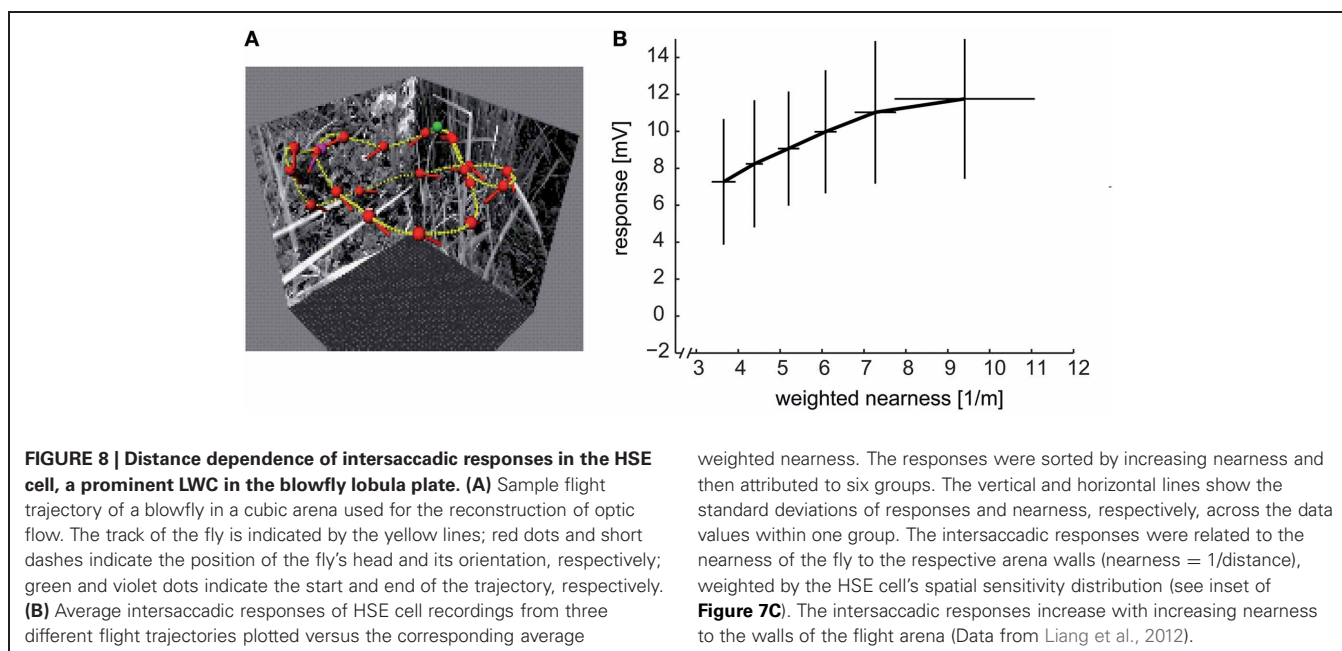 A
B
14
12
10
8
6
4
2
0
−2
response [mV]
3 4 5 6 7 8 9 10 11 12
weighted nearness [1/m]
FIGURE 8 | Distance dependence of intersaccadic responses in the HSE
cell, a prominent LWC in the blowfly lobula plate. (A) Sample flight
trajectory of a blowfly in a cubic arena used for the reconstruction of optic
flow. The track of the fly is indicated by the yellow lines; red dots and short
dashes indicate the position of the fly's head and its orientation, respectively;
green and violet dots indicate the start and end of the trajectory, respectively.
(B) Average intersaccadic responses of HSE cell recordings from three
different flight trajectories plotted versus the corresponding average
weighted nearness. The responses were sorted by increasing nearness and
then attributed to six groups. The vertical and horizontal lines show the
standard deviations of responses and nearness, respectively, across the data
values within one group. The intersaccadic responses were related to the
nearness of the fly to the respective arena walls (nearness = 1/distance),
weighted by the HSE cell's spatial sensitivity distribution (see inset of
Figure 7C). The intersaccadic responses increase with increasing nearness
to the walls of the flight arena (Data from Liang et al., 2012).